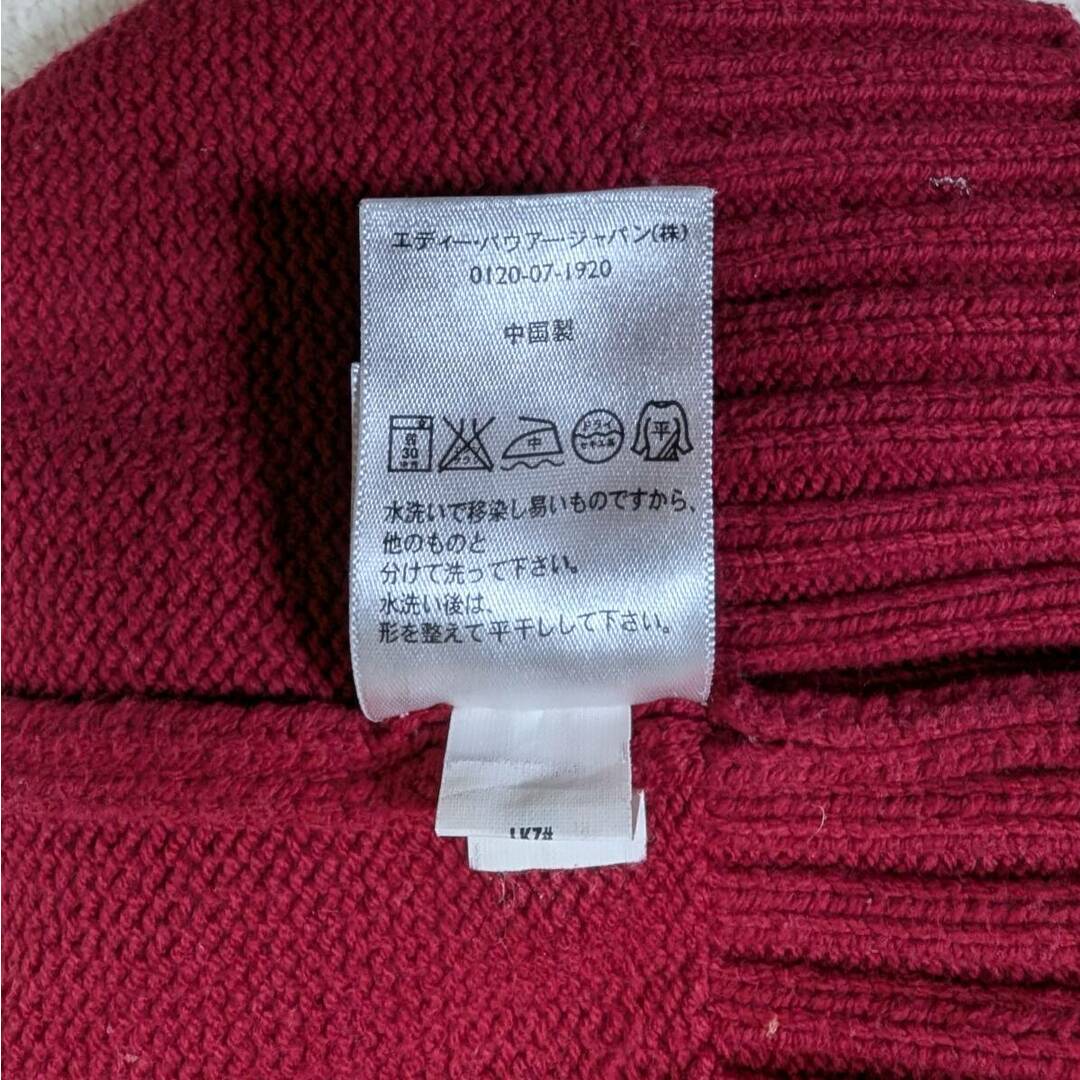 エディー・バウアー・ジャパン(株)
0120-07-1920
中国製
弱
30
中
ドライ
平
水洗いで移染し易いものですから、
他のものと
分けて洗って下さい。
水洗い後は、
形を整えて平干しして下さい。